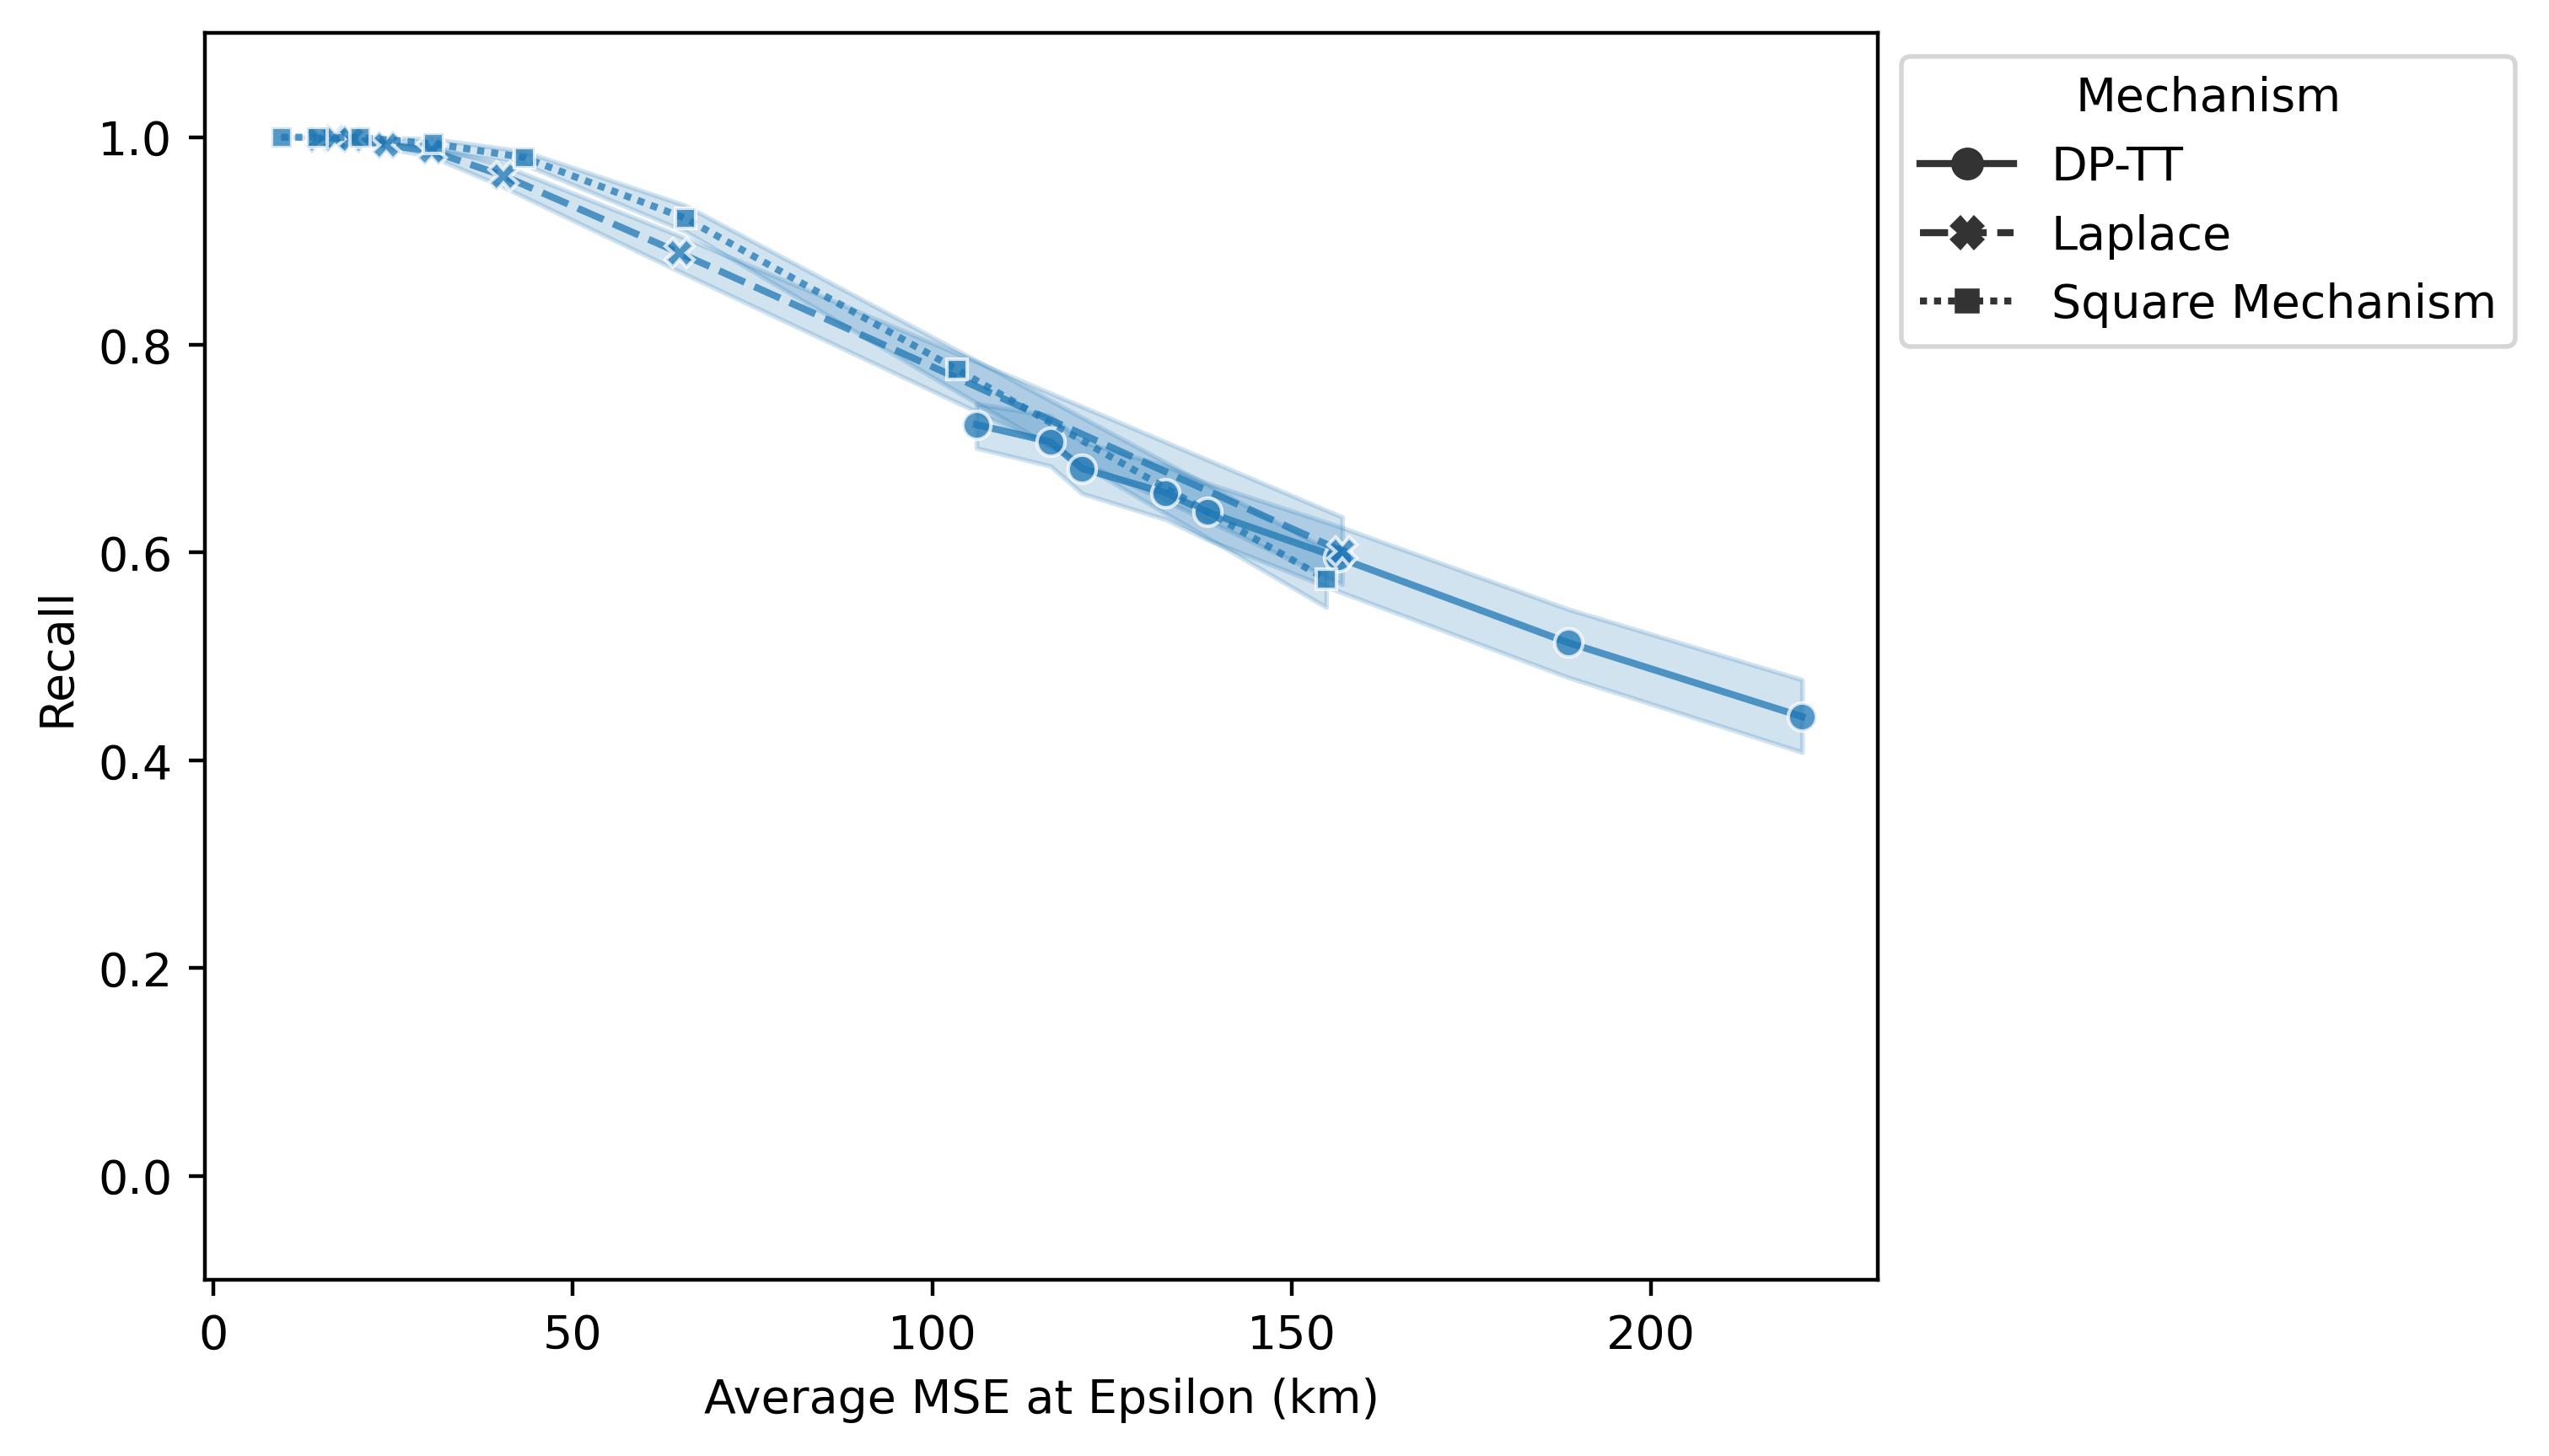 Mechanism
DP-TT
Laplace
Square Mechanism
1.0
0.8
0.6
0.4
0.2
0.0
Recall
0
50
100
150
200
Average MSE at Epsilon (km)